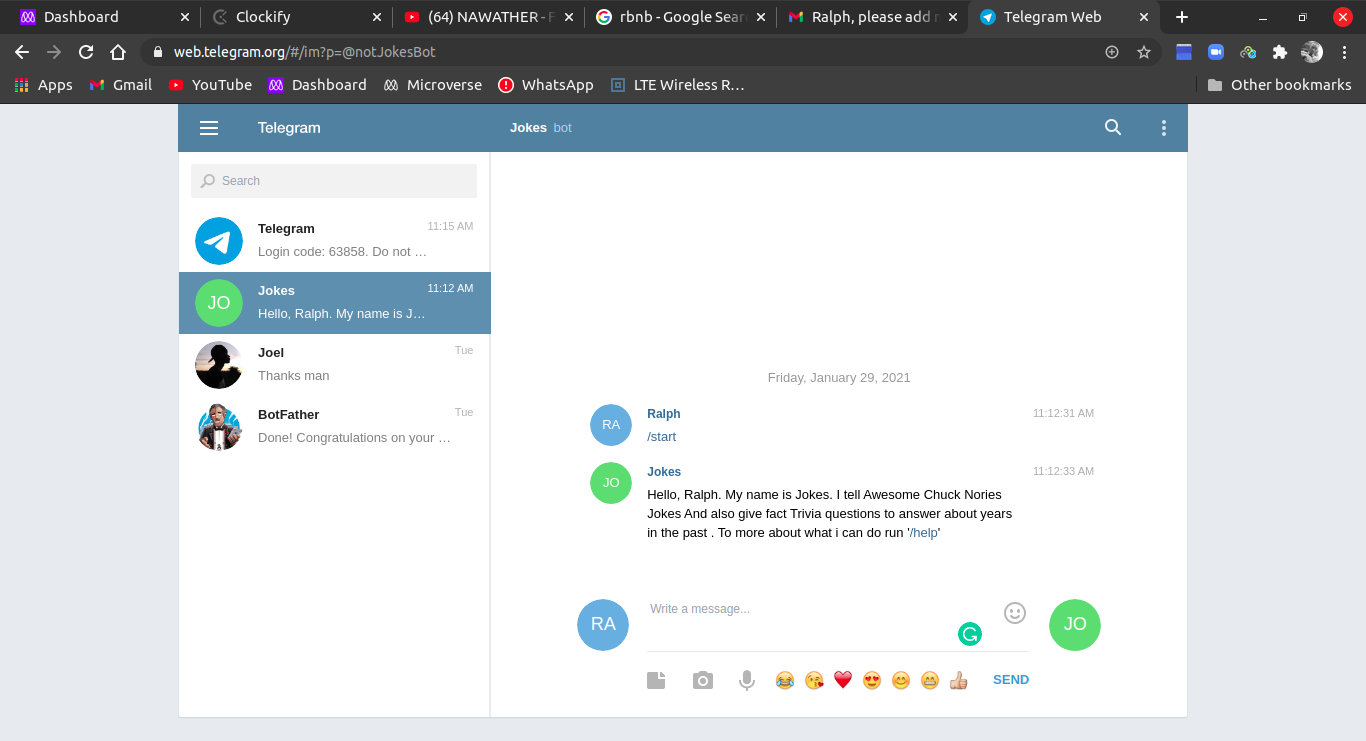 Dashboard
Clockify
(64) NAWATHER - F
rbnb - Google Sear
Ralph, please add
Telegram Web
web.telegram.org/#/im?p=@notJokesBot
Apps
Gmail
YouTube
Dashboard
Microverse
WhatsApp
LTE Wireless R…
Other bookmarks
Telegram
Jokes bot
Search
Telegram 11:15 AM
Login code: 63858. Do not …
JO
Jokes 11:12 AM
Hello, Ralph. My name is J…
Joel Tue
Thanks man
BotFather Tue
Done! Congratulations on your …
Friday, January 29, 2021
RA
Ralph 11:12:31 AM
/start
JO
Jokes 11:12:33 AM
Hello, Ralph. My name is Jokes. I tell Awesome Chuck Nories
Jokes And also give fact Trivia questions to answer about years
in the past . To more about what i can do run '/help'
RA
Write a message...
JO
SEND